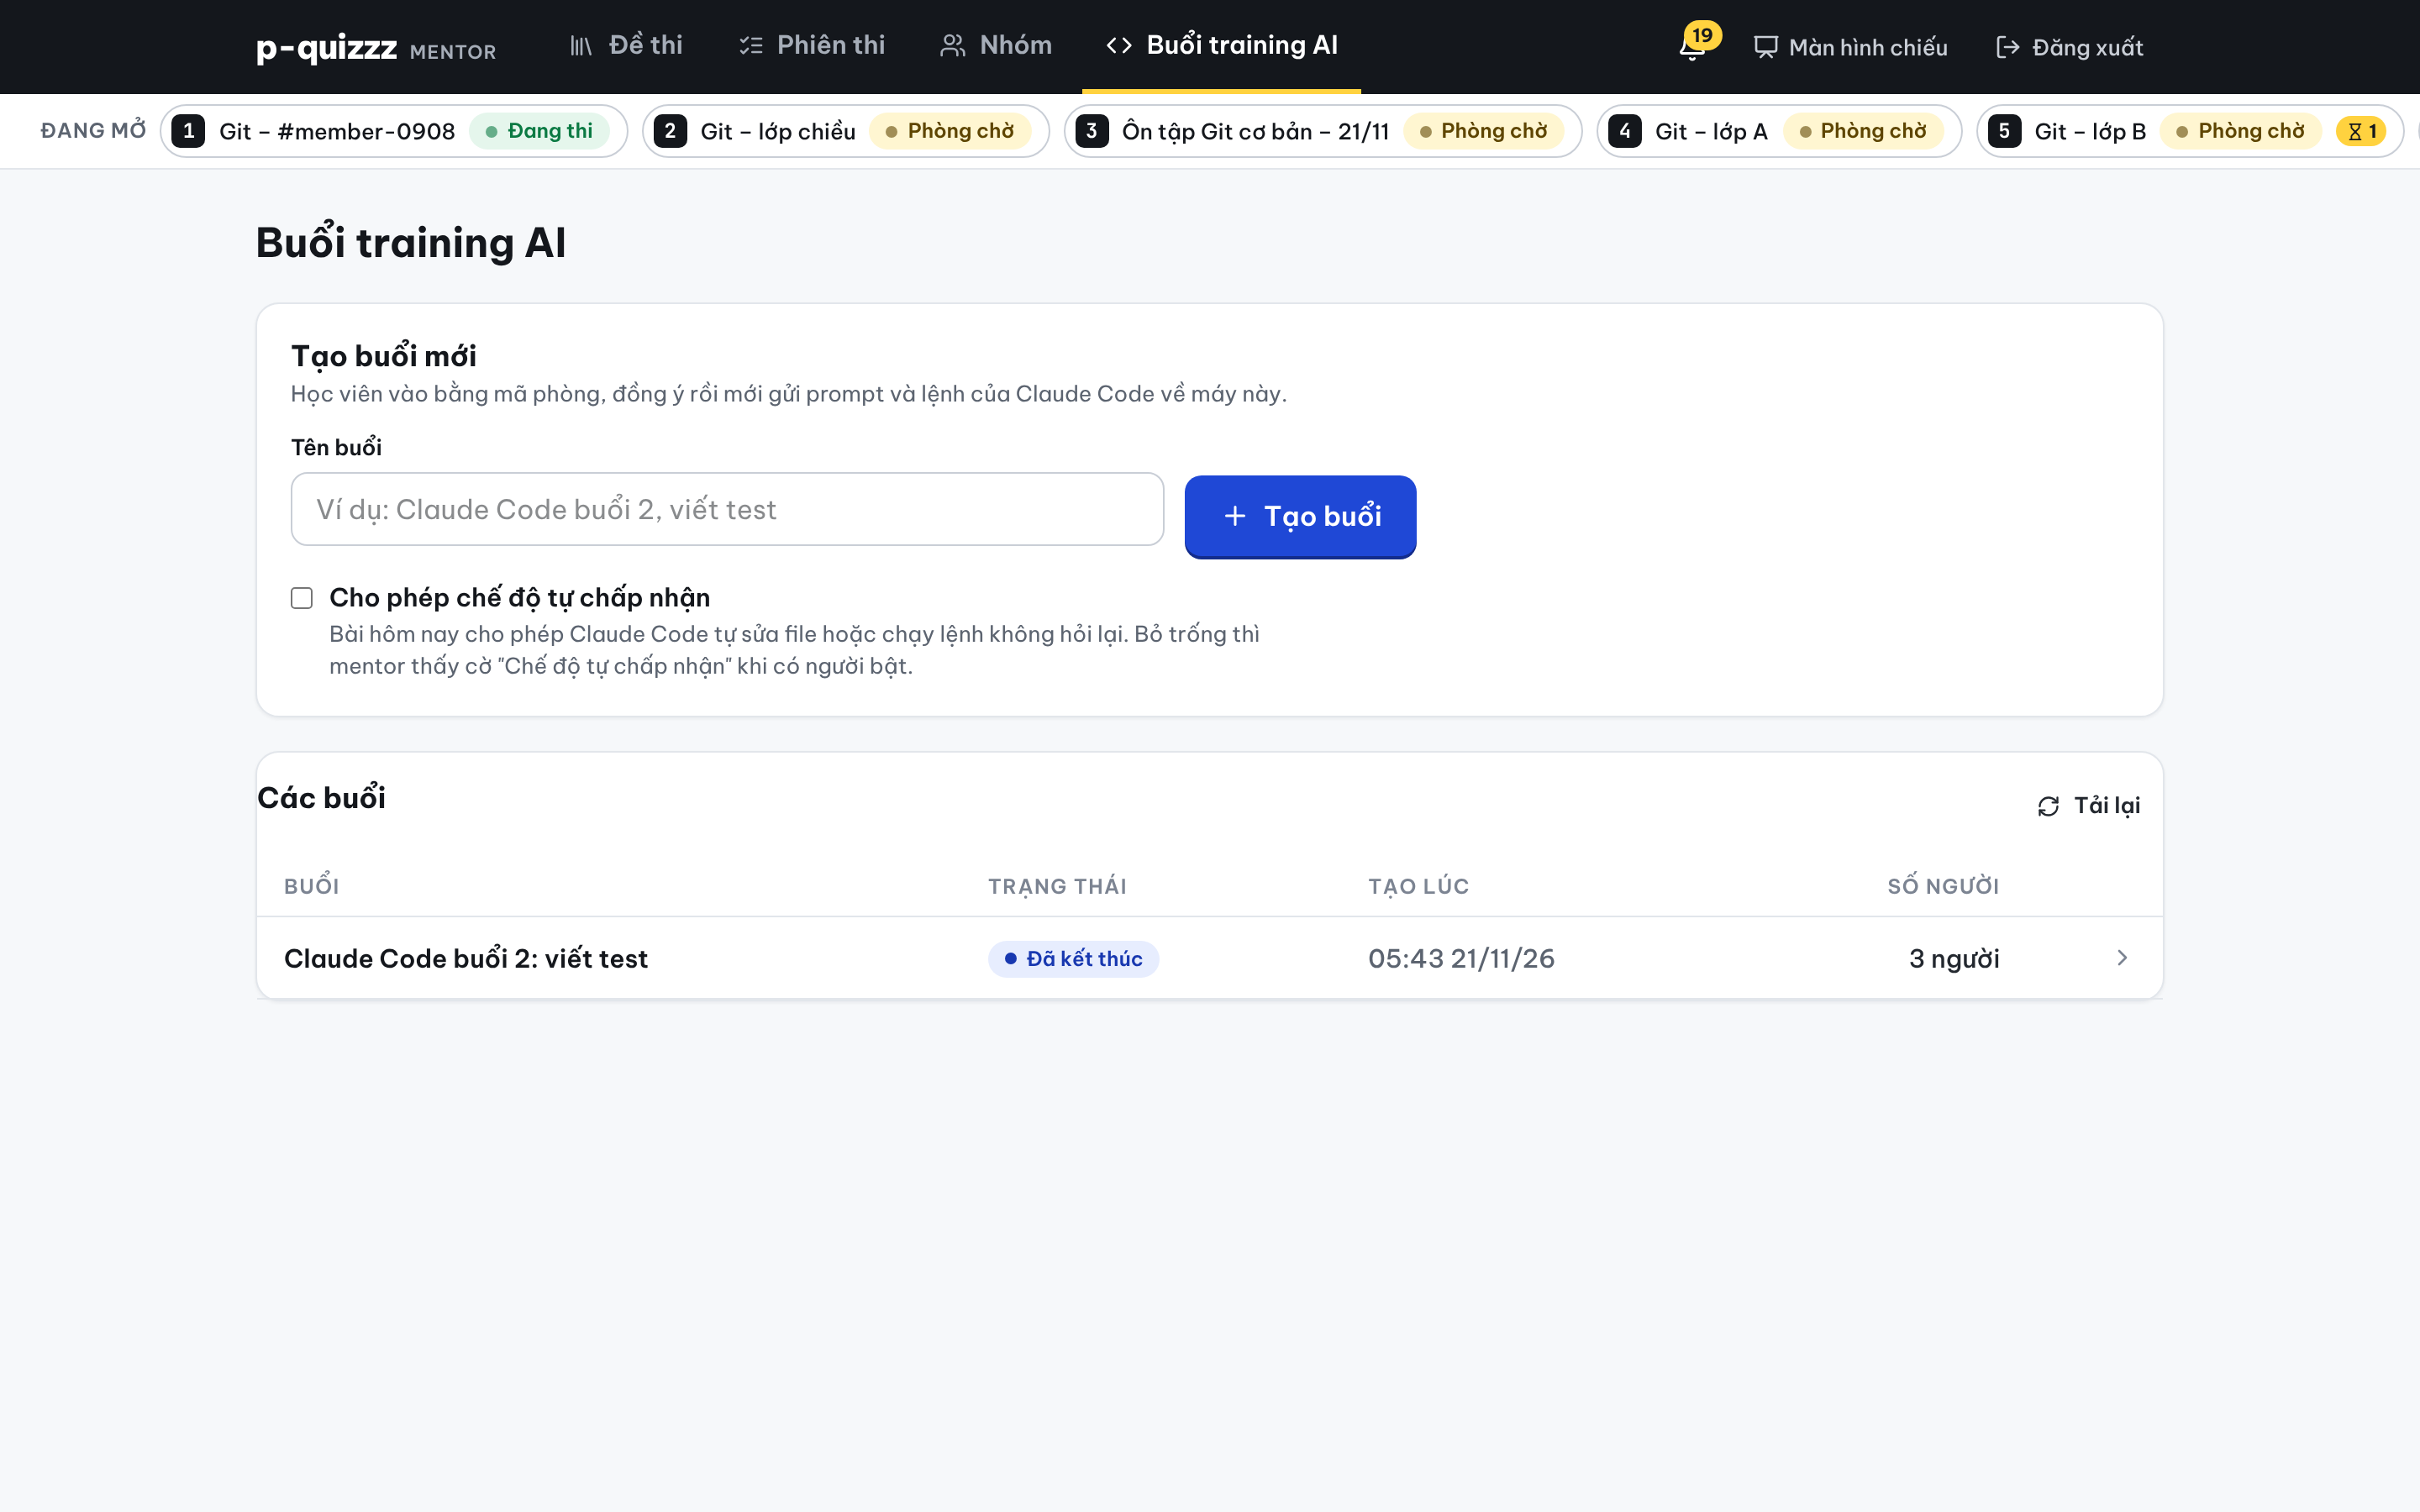 p-quizzz MENTOR
Đề thi
Phiên thi
Nhóm
Buổi training AI
19
Màn hình chiếu
Đăng xuất
ĐANG MỞ
1 Git – #member-0908 Đang thi
2 Git – lớp chiều Phòng chờ
3 Ôn tập Git cơ bản – 21/11 Phòng chờ
4 Git – lớp A Phòng chờ
5 Git – lớp B Phòng chờ 1
Buổi training AI
Tạo buổi mới
Học viên vào bằng mã phòng, đồng ý rồi mới gửi prompt và lệnh của Claude Code về máy này.
Tên buổi
Ví dụ: Claude Code buổi 2, viết test
+ Tạo buổi
Cho phép chế độ tự chấp nhận
Bài hôm nay cho phép Claude Code tự sửa file hoặc chạy lệnh không hỏi lại. Bỏ trống thì
mentor thấy cờ "Chế độ tự chấp nhận" khi có người bật.
Các buổi
Tải lại
BUỔI TRẠNG THÁI TẠO LÚC SỐ NGƯỜI
Claude Code buổi 2: viết test Đã kết thúc 05:43 21/11/26 3 người